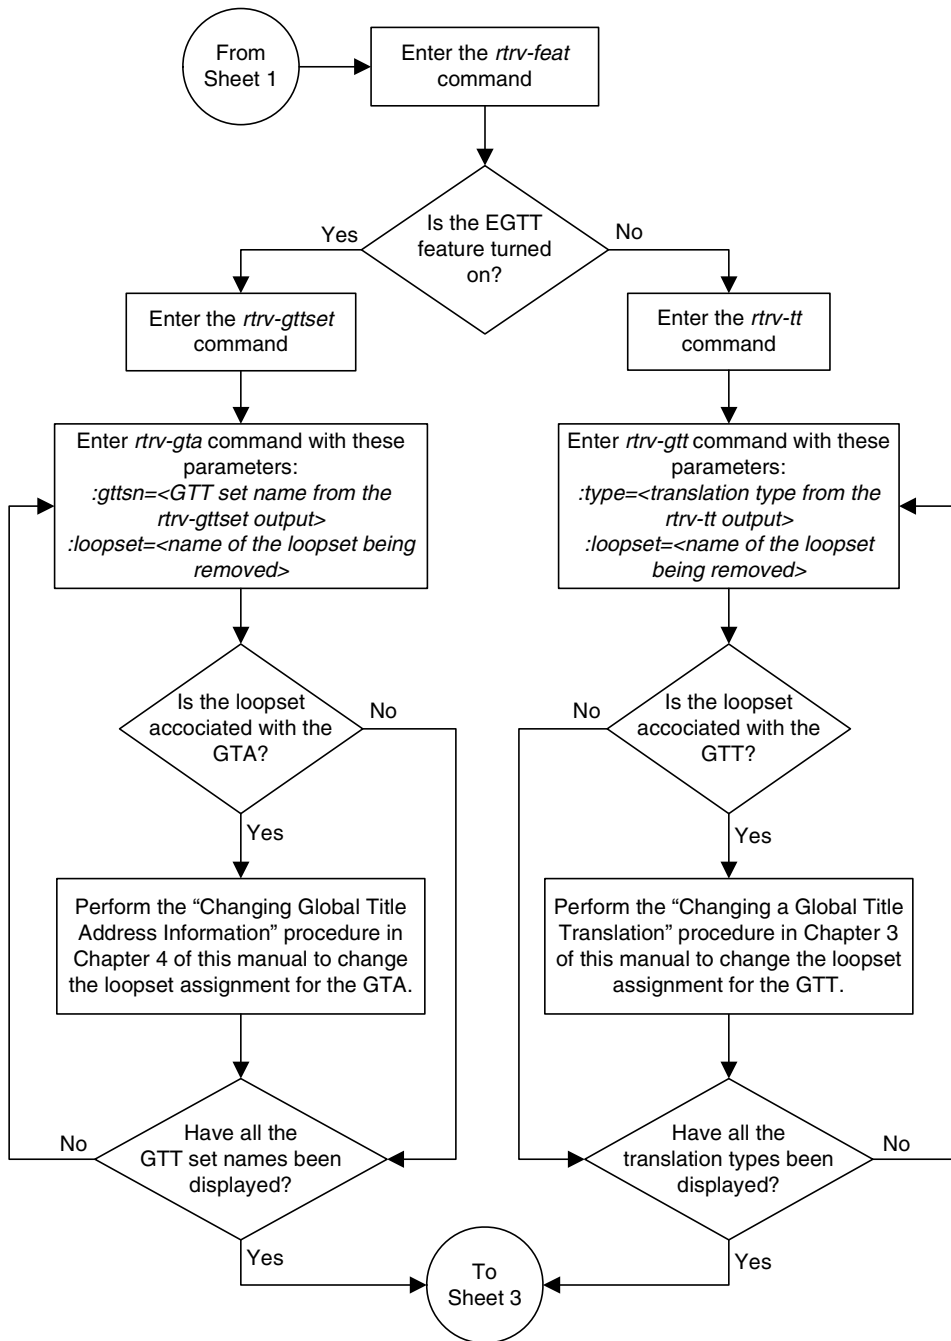 From
Sheet 1
Enter the rtrv-feat
command
Is the EGTT
feature turned
on?
Yes
No
Enter the rtrv-gttset
command
Enter the rtrv-tt
command
Enter rtrv-gta command with these
parameters:
:gttsn=<GTT set name from the
rtrv-gttset output>
:loopset=<name of the loopset being
removed>
Enter rtrv-gtt command with these
parameters:
:type=<translation type from the
rtrv-tt output>
:loopset=<name of the loopset
being removed>
Is the loopset
accociated with the
GTA?
No
Yes
No
Is the loopset
accociated with the
GTT?
Yes
Perform the “Changing Global Title
Address Information” procedure in
Chapter 4 of this manual to change
the loopset assignment for the GTA.
Perform the “Changing a Global Title
Translation” procedure in Chapter 3
of this manual to change the loopset
assignment for the GTT.
No
Have all the
GTT set names been
displayed?
Yes
Have all the
translation types been
displayed?
No
Yes
To
Sheet 3